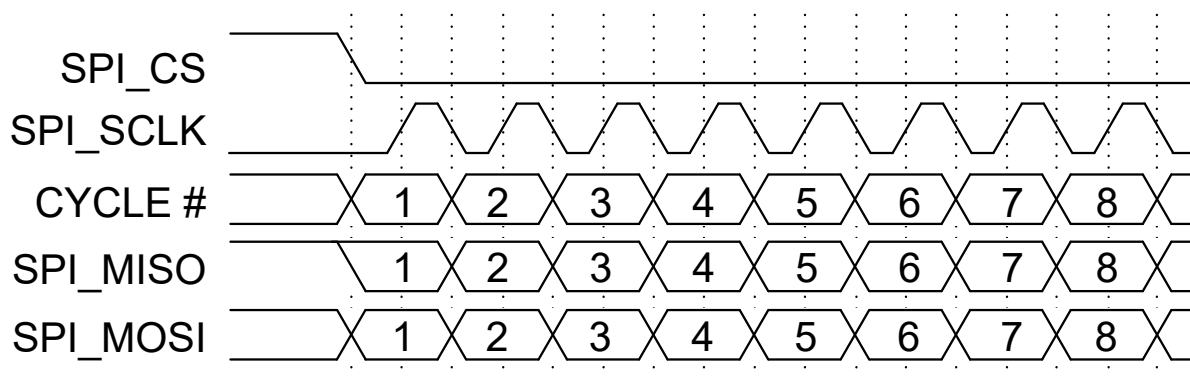 SPI_CS
SPI_SCLK
CYCLE # 1 2 3 4 5 6 7 8
SPI_MISO 1 2 3 4 5 6 7 8
SPI_MOSI 1 2 3 4 5 6 7 8